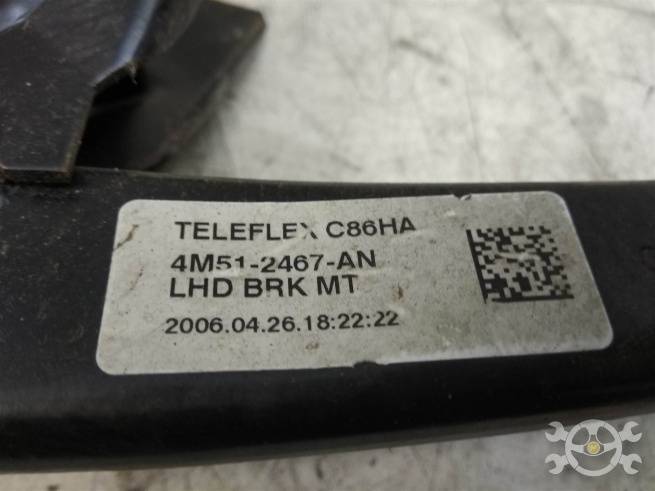 TELEFLEX C86HA
4M51-2467-AN
LHD BRK MT
2006.04.26.18:22:22